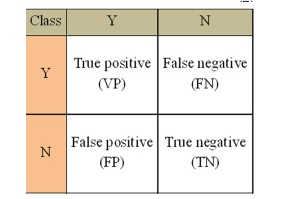 Class Y N
Y True positive (VP) False negative (FN)
N False positive (FP) True negative (TN)